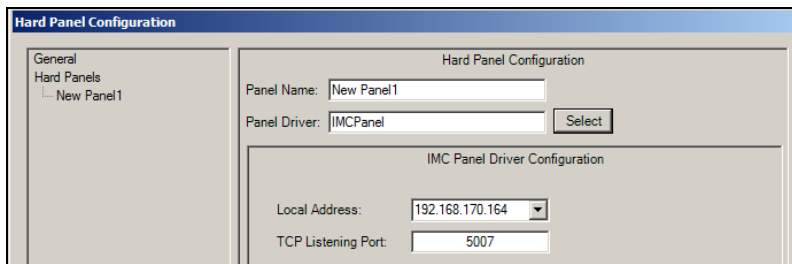 Hard Panel Configuration
General
Hard Panels
New Panel1
Hard Panel Configuration
Panel Name: New Panel1
Panel Driver: IMCPanel Select
IMC Panel Driver Configuration
Local Address: 192.168.170.164
TCP Listening Port: 5007